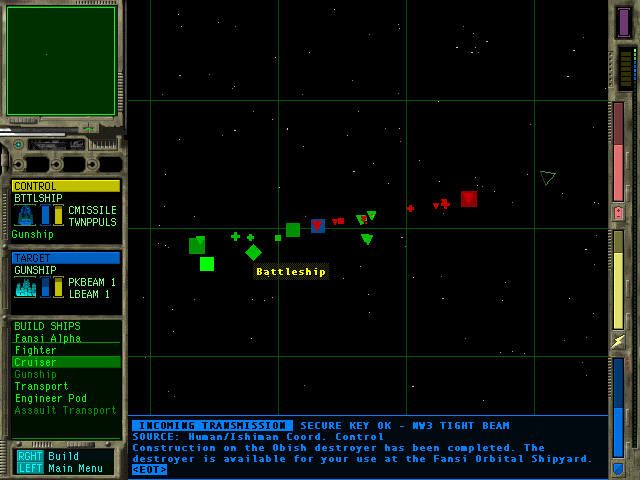 CONTROL
BTTLSHIP
CMISSILE
TWNPPULS
Gunship
TARGET
GUNSHIP
PKBEAM 1
LBEAM 1
BUILD SHIPS
Fansi Alpha
Fighter
Cruiser
Gunship
Transport
Engineer Pod
Assault Transport
RGHT Build
LEFT Main Menu
Battleship
INCOMING TRANSMISSION SECURE KEY OK - NW3 TIGHT BEAM
SOURCE: Human/Ishiman Coord. Control
Construction on the Obish destroyer has been completed. The
destroyer is available for your use at the Fansi Orbital Shipyard.
<EOT>